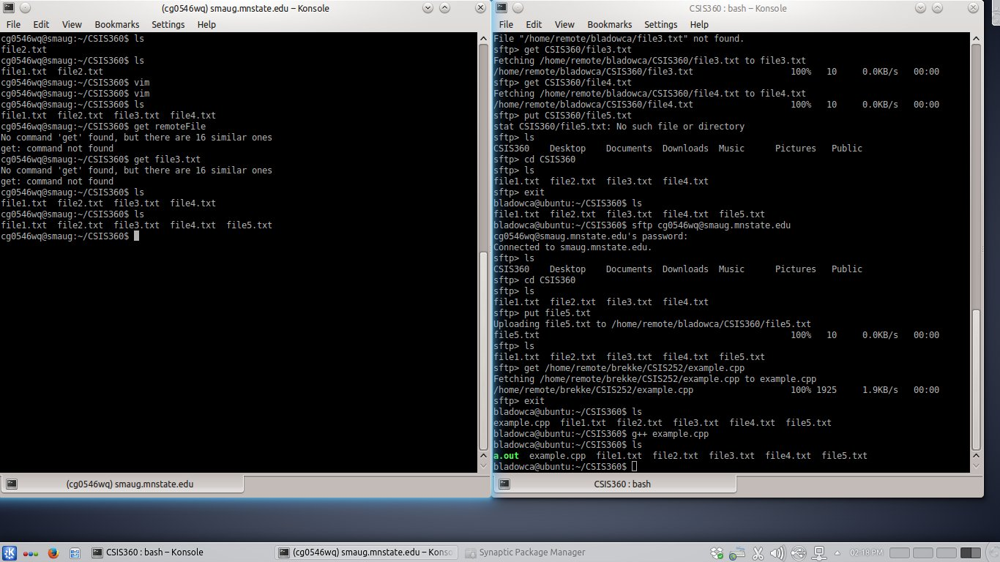 (cg0546wq) smaug.mnstate.edu – Konsole
File Edit View Bookmarks Settings Help
cg0546wq@smaug:~/CSIS360$ ls
file2.txt
cg0546wq@smaug:~/CSIS360$ ls
file1.txt  file2.txt
cg0546wq@smaug:~/CSIS360$ vim
cg0546wq@smaug:~/CSIS360$ vim
cg0546wq@smaug:~/CSIS360$ ls
file1.txt  file2.txt  file3.txt  file4.txt
cg0546wq@smaug:~/CSIS360$ get remoteFile
No command 'get' found, but there are 16 similar ones
get: command not found
cg0546wq@smaug:~/CSIS360$ get file3.txt
No command 'get' found, but there are 16 similar ones
get: command not found
cg0546wq@smaug:~/CSIS360$ ls
file1.txt  file2.txt  file3.txt  file4.txt
cg0546wq@smaug:~/CSIS360$ ls
file1.txt  file2.txt  file3.txt  file4.txt  file5.txt
cg0546wq@smaug:~/CSIS360$
(cg0546wq) smaug.mnstate.edu
CSIS360 : bash – Konsole
File Edit View Bookmarks Settings Help
File "/home/remote/bladowca/file3.txt" not found.
sftp> get CSIS360/file3.txt
Fetching /home/remote/bladowca/CSIS360/file3.txt to file3.txt
/home/remote/bladowca/CSIS360/file3.txt 100% 10 0.0KB/s 00:00
sftp> get CSIS360/file4.txt
Fetching /home/remote/bladowca/CSIS360/file4.txt to file4.txt
/home/remote/bladowca/CSIS360/file4.txt 100% 10 0.0KB/s 00:00
sftp> put CSIS360/file5.txt
stat CSIS360/file5.txt: No such file or directory
sftp> ls
CSIS360 Desktop Documents Downloads Music Pictures Public
sftp> cd CSIS360
sftp> ls
file1.txt  file2.txt  file3.txt  file4.txt
sftp> exit
bladowca@ubuntu:~/CSIS360$ ls
file1.txt  file2.txt  file3.txt  file4.txt  file5.txt
bladowca@ubuntu:~/CSIS360$ sftp cg0546wq@smaug.mnstate.edu
cg0546wq@smaug.mnstate.edu's password:
Connected to smaug.mnstate.edu.
sftp> ls
CSIS360 Desktop Documents Downloads Music Pictures Public
sftp> cd CSIS360
sftp> ls
file1.txt  file2.txt  file3.txt  file4.txt
sftp> put file5.txt
Uploading file5.txt to /home/remote/bladowca/CSIS360/file5.txt
file5.txt 100% 10 0.0KB/s 00:00
sftp> ls
file1.txt  file2.txt  file3.txt  file4.txt  file5.txt
sftp> get /home/remote/brekke/CSIS252/example.cpp
Fetching /home/remote/brekke/CSIS252/example.cpp to example.cpp
/home/remote/brekke/CSIS252/example.cpp 100% 1925 1.9KB/s 00:00
sftp> exit
bladowca@ubuntu:~/CSIS360$ ls
example.cpp  file1.txt  file2.txt  file3.txt  file4.txt  file5.txt
bladowca@ubuntu:~/CSIS360$ g++ example.cpp
bladowca@ubuntu:~/CSIS360$ ls
a.out  example.cpp  file1.txt  file2.txt  file3.txt  file4.txt  file5.txt
bladowca@ubuntu:~/CSIS360$
CSIS360 : bash
CSIS360 : bash – Konsole (cg0546wq) smaug.mnstate.edu – Konso Synaptic Package Manager 02:18 PM